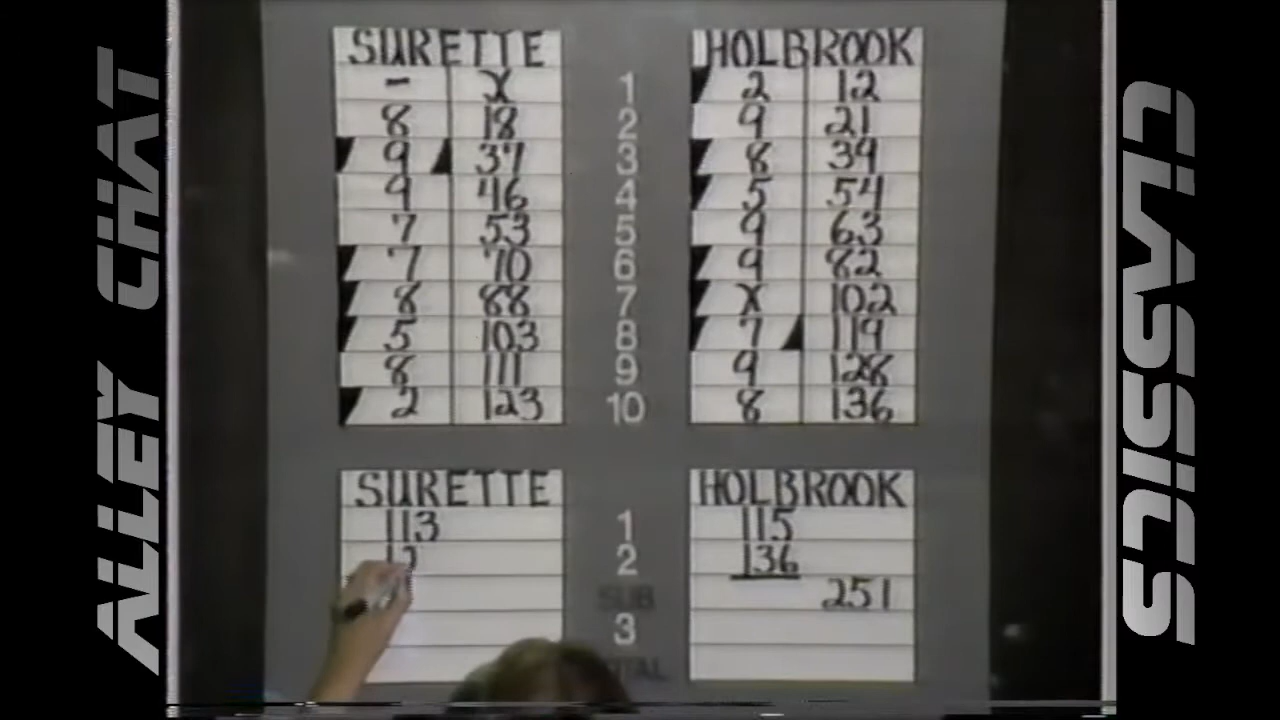 ALLEY CHAT
SURETTE HOLBROOK
- X 1 2 12
8 18 2 9 21
9 37 3 8 39
9 46 4 5 54
7 53 5 9 63
7 70 6 9 82
8 88 7 X 102
5 103 8 7 119
8 111 9 9 128
2 123 10 8 136
SURETTE HOLBROOK
113 1 115
12 2 136
SUB 251
3
CLASSICS